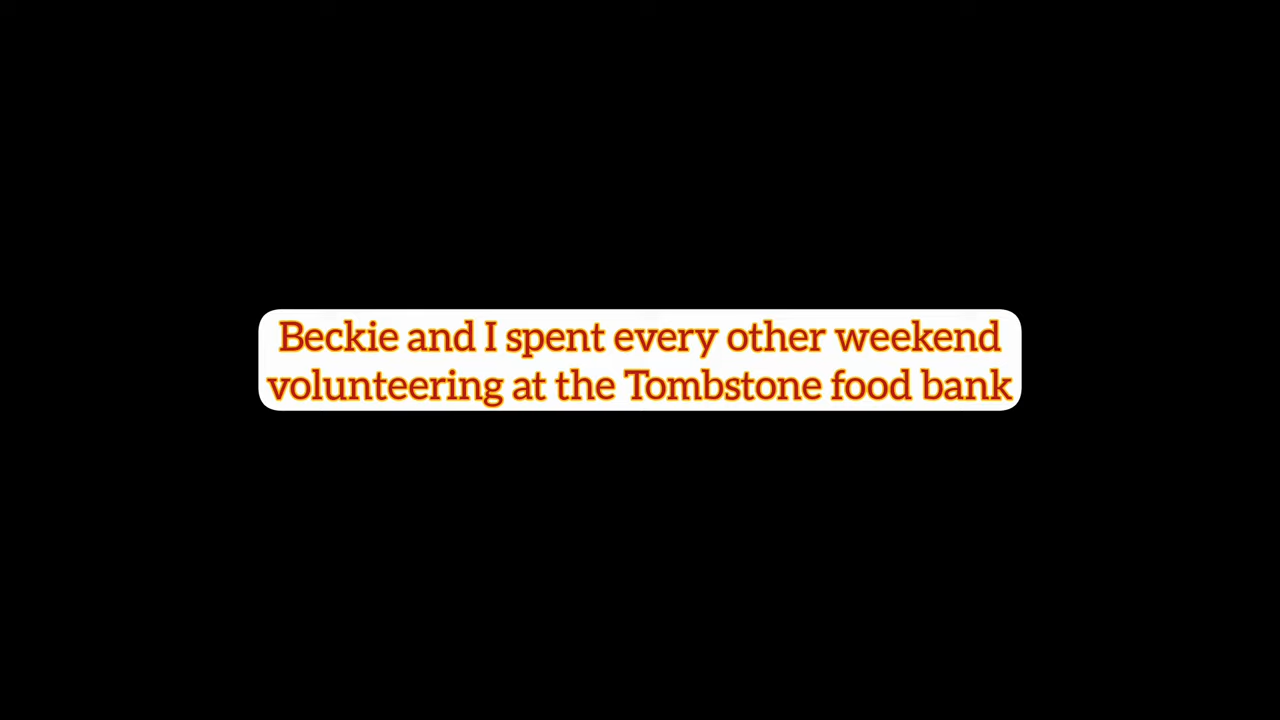 Beckie and I spent every other weekend
volunteering at the Tombstone food bank